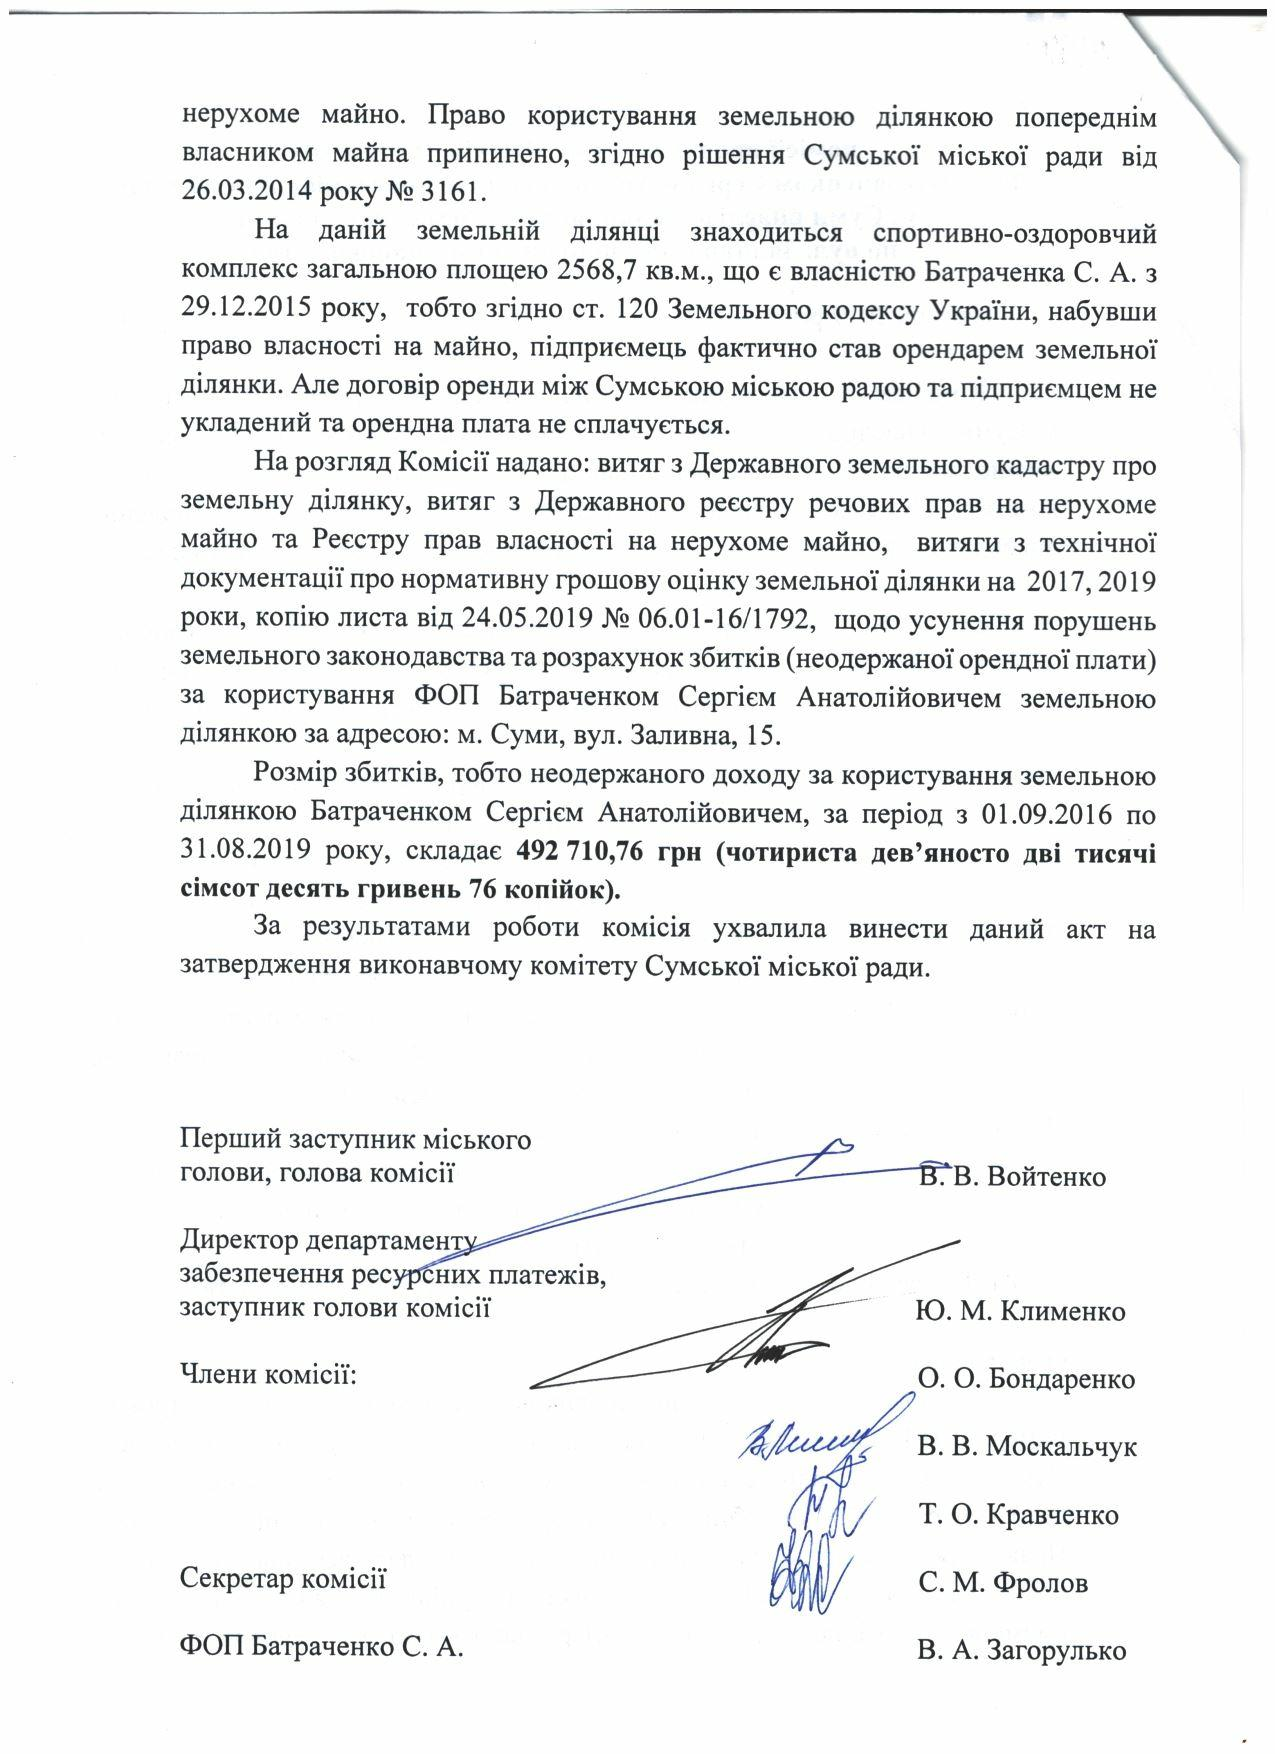 нерухоме майно. Право користування земельною ділянкою попереднім
власником майна припинено, згідно рішення Сумської міської ради від
26.03.2014 року № 3161.
На даній земельній ділянці знаходиться спортивно-оздоровчий
комплекс загальною площею 2568,7 кв.м., що є власністю Батраченка С. А. з
29.12.2015 року, тобто згідно ст. 120 Земельного кодексу України, набувши
право власності на майно, підприємець фактично став орендарем земельної
ділянки. Але договір оренди між Сумською міською радою та підприємцем не
укладений та орендна плата не сплачується.
На розгляд Комісії надано: витяг з Державного земельного кадастру про
земельну ділянку, витяг з Державного реєстру речових прав на нерухоме
майно та Реєстру прав власності на нерухоме майно, витяги з технічної
документації про нормативну грошову оцінку земельної ділянки на 2017, 2019
роки, копію листа від 24.05.2019 № 06.01-16/1792, щодо усунення порушень
земельного законодавства та розрахунок збитків (неодержаної орендної плати)
за користування ФОП Батраченком Сергієм Анатолійовичем земельною
ділянкою за адресою: м. Суми, вул. Заливна, 15.
Розмір збитків, тобто неодержаного доходу за користування земельною
ділянкою Батраченком Сергієм Анатолійовичем, за період з 01.09.2016 по
31.08.2019 року, складає 492 710,76 грн (чотириста дев’яносто дві тисячі
сімсот десять гривень 76 копійок).
За результатами роботи комісія ухвалила винести даний акт на
затвердження виконавчому комітету Сумської міської ради.
Перший заступник міського
голови, голова комісії В. В. Войтенко
Директор департаменту
забезпечення ресурсних платежів,
заступник голови комісії Ю. М. Клименко
Члени комісії: О. О. Бондаренко
В. В. Москальчук
Т. О. Кравченко
Секретар комісії С. М. Фролов
ФОП Батраченко С. А. В. А. Загорулько